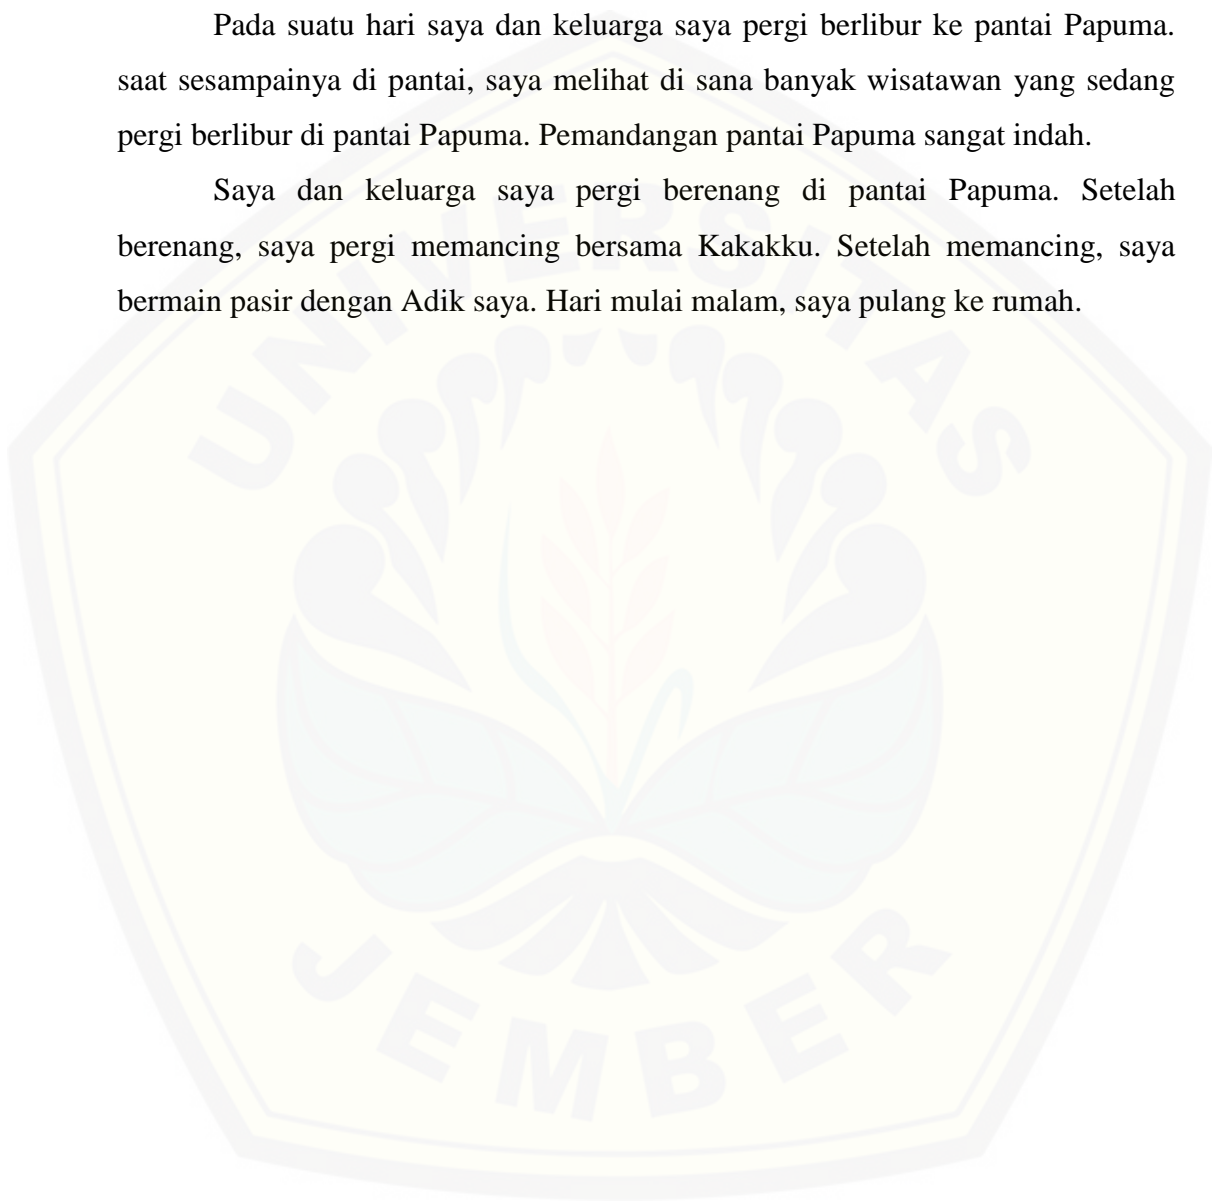 Pada suatu hari saya dan keluarga saya pergi berlibur ke pantai Papuma.
saat sesampainya di pantai, saya melihat di sana banyak wisatawan yang sedang
pergi berlibur di pantai Papuma. Pemandangan pantai Papuma sangat indah.
Saya dan keluarga saya pergi berenang di pantai Papuma. Setelah
berenang, saya pergi memancing bersama Kakakku. Setelah memancing, saya
bermain pasir dengan Adik saya. Hari mulai malam, saya pulang ke rumah.
UNIVERSITAS
JEMBER